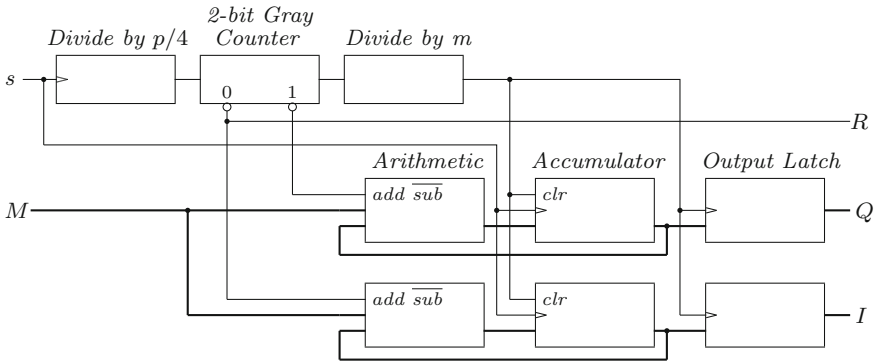 2-bit Gray
Divide by p/4 Counter Divide by m
s
0 1
R
Arithmetic Accumulator Output Latch
add sub clr
M Q
add sub clr
I